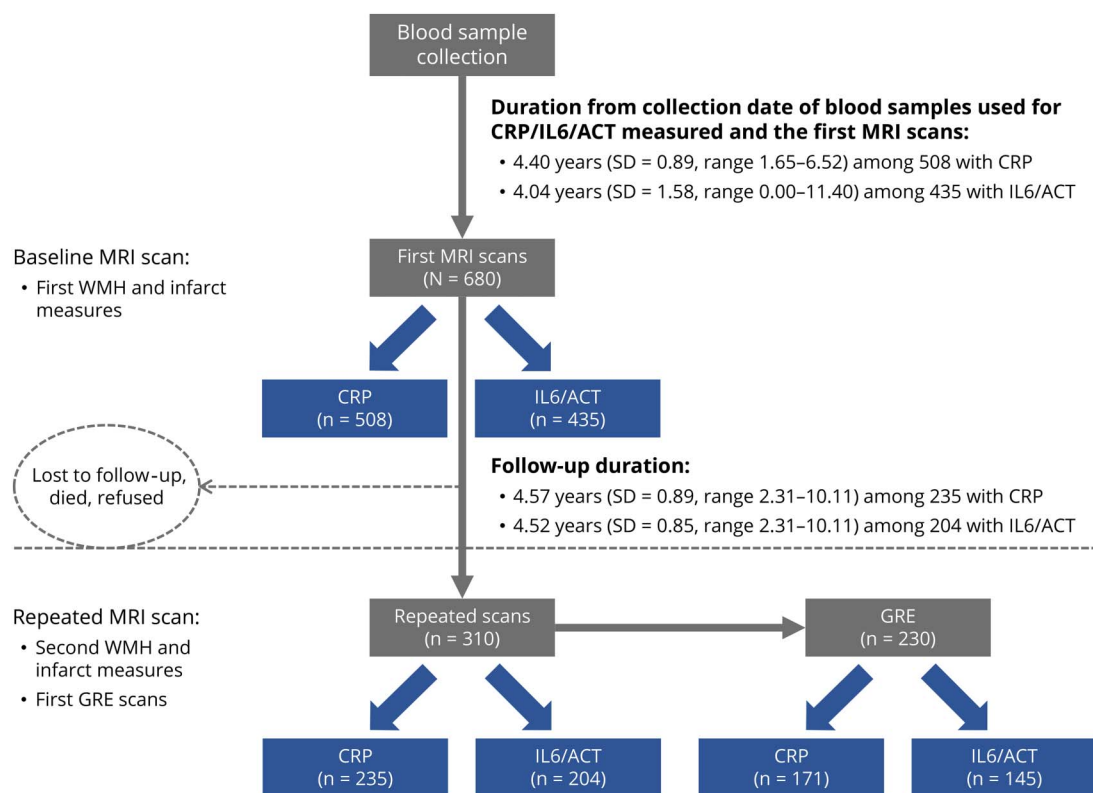 Blood sample
collection
Duration from collection date of blood samples used for
CRP/IL6/ACT measured and the first MRI scans:
• 4.40 years (SD = 0.89, range 1.65–6.52) among 508 with CRP
• 4.04 years (SD = 1.58, range 0.00–11.40) among 435 with IL6/ACT
Baseline MRI scan:
• First WMH and infarct
measures
First MRI scans
(N = 680)
CRP
(n = 508)
IL6/ACT
(n = 435)
Lost to follow-up,
died, refused
Follow-up duration:
• 4.57 years (SD = 0.89, range 2.31–10.11) among 235 with CRP
• 4.52 years (SD = 0.85, range 2.31–10.11) among 204 with IL6/ACT
Repeated MRI scan:
• Second WMH and
infarct measures
• First GRE scans
Repeated scans
(n = 310)
GRE
(n = 230)
CRP
(n = 235)
IL6/ACT
(n = 204)
CRP
(n = 171)
IL6/ACT
(n = 145)